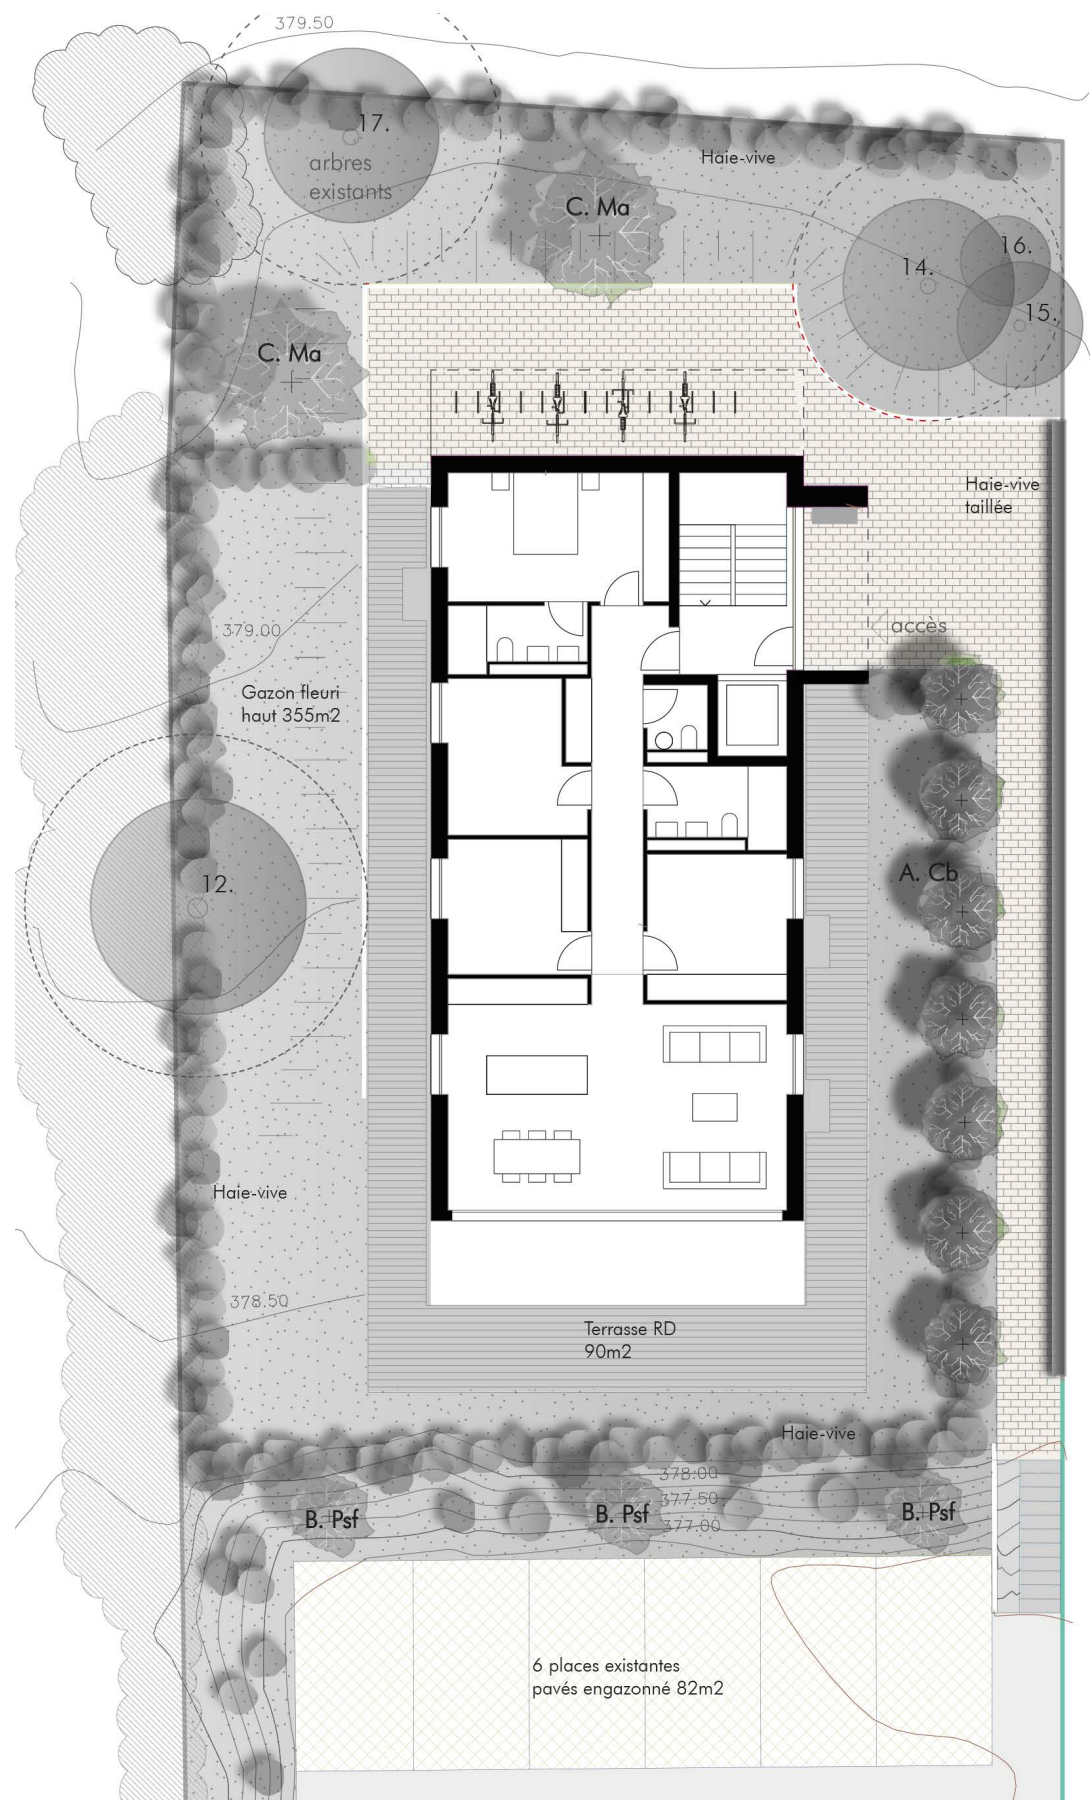 379.50
17.
arbres
existants
Haie-vive
C. Ma
16.
14.
15.
C. Ma
Haie-vive
taillée
accès
379.00
Gazon fleuri
haut 355m2
12.
A. Cb
Haie-vive
378.50
Terrasse RD
90m2
Haie-vive
378.00
377.50
377.00
B. Psf
B. Psf
B. Psf
6 places existantes
pavés engazonné 82m2